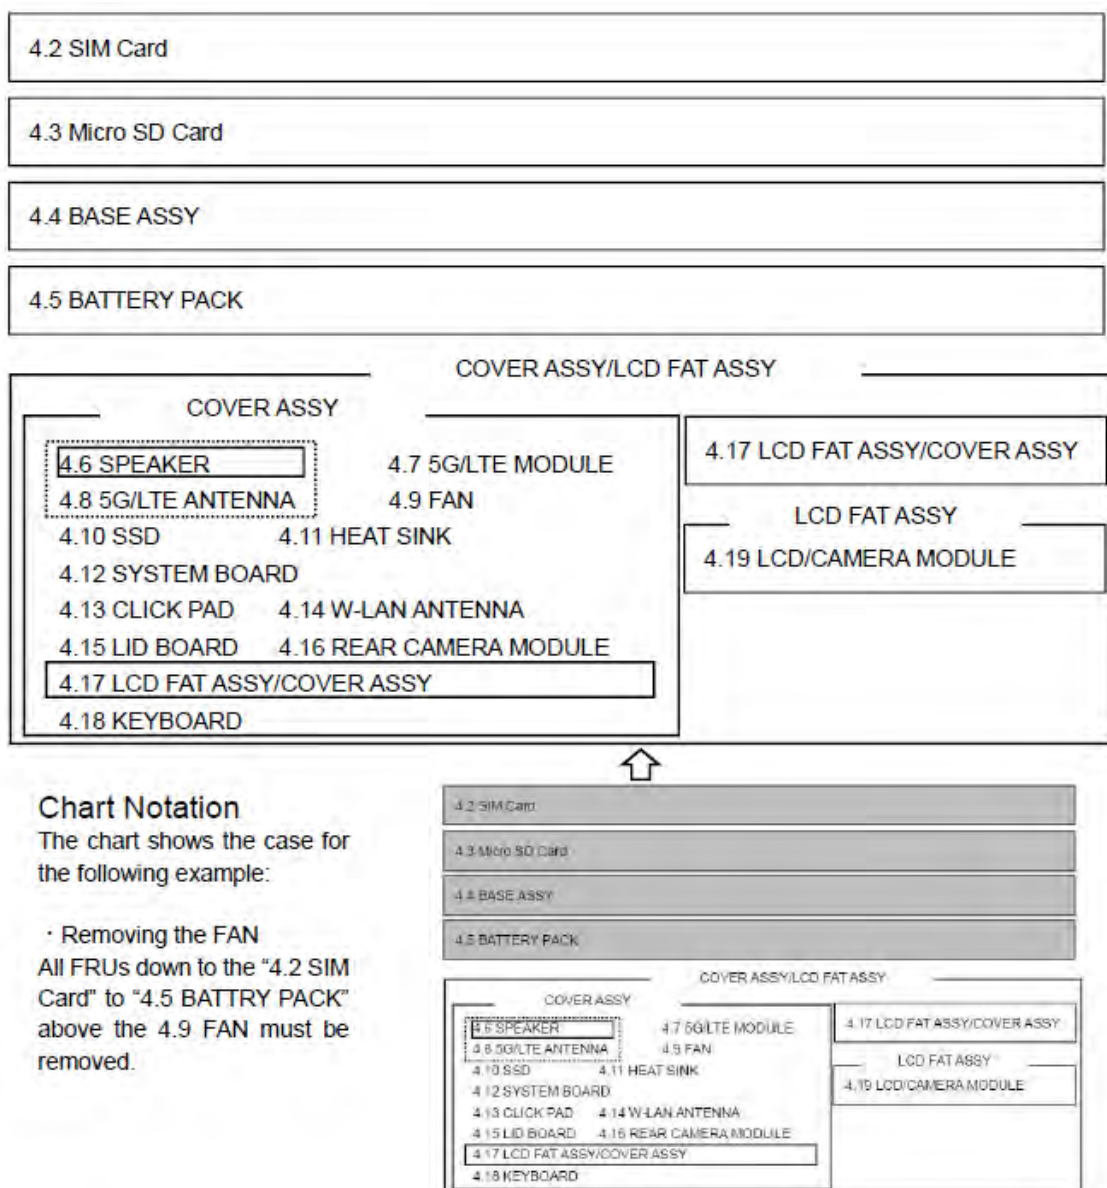 4.2 SIM Card
4.3 Micro SD Card
4.4 BASE ASSY
4.5 BATTERY PACK
COVER ASSY/LCD FAT ASSY
COVER ASSY
4.6 SPEAKER 4.7 5G/LTE MODULE
4.8 5G/LTE ANTENNA 4.9 FAN
4.10 SSD 4.11 HEAT SINK
4.12 SYSTEM BOARD
4.13 CLICK PAD 4.14 W-LAN ANTENNA
4.15 LID BOARD 4.16 REAR CAMERA MODULE
4.17 LCD FAT ASSY/COVER ASSY
4.18 KEYBOARD
4.17 LCD FAT ASSY/COVER ASSY
LCD FAT ASSY
4.19 LCD/CAMERA MODULE
Chart Notation
The chart shows the case for
the following example:
・Removing the FAN
All FRUs down to the “4.2 SIM
Card” to “4.5 BATTRY PACK”
above the 4.9 FAN must be
removed.
4.2 SIM Card
4.3 Micro SD Card
4.4 BASE ASSY
4.5 BATTERY PACK
COVER ASSY/LCD FAT ASSY
COVER ASSY
4.6 SPEAKER 4.7 5G/LTE MODULE
4.8 5G/LTE ANTENNA 4.9 FAN
4.10 SSD 4.11 HEAT SINK
4.12 SYSTEM BOARD
4.13 CLICK PAD 4.14 W-LAN ANTENNA
4.15 LID BOARD 4.16 REAR CAMERA MODULE
4.17 LCD FAT ASSY/COVER ASSY
4.18 KEYBOARD
4.17 LCD FAT ASSY/COVER ASSY
LCD FAT ASSY
4.19 LCD/CAMERA MODULE